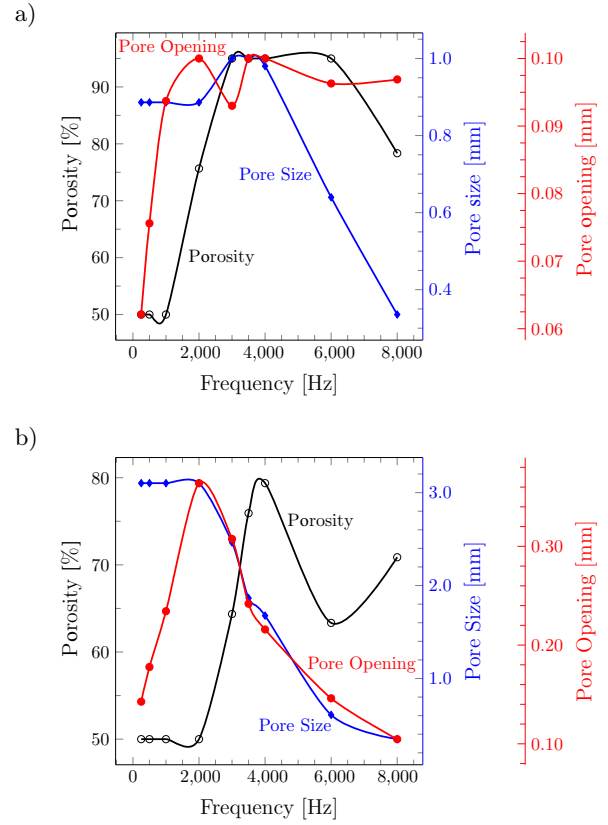 a)
Pore Opening
Pore Size
Porosity
Porosity [%]
90
80
70
60
50
0
2,000
4,000
6,000
8,000
Frequency [Hz]
1.0
0.8
0.6
0.4
Pore size [mm]
0.10
0.09
0.08
0.07
0.06
Pore opening [mm]
b)
Porosity
Pore Opening
Pore Size
Porosity [%]
80
70
60
50
0
2,000
4,000
6,000
8,000
Frequency [Hz]
3.0
2.0
1.0
Pore Size [mm]
0.30
0.20
0.10
Pore Opening [mm]